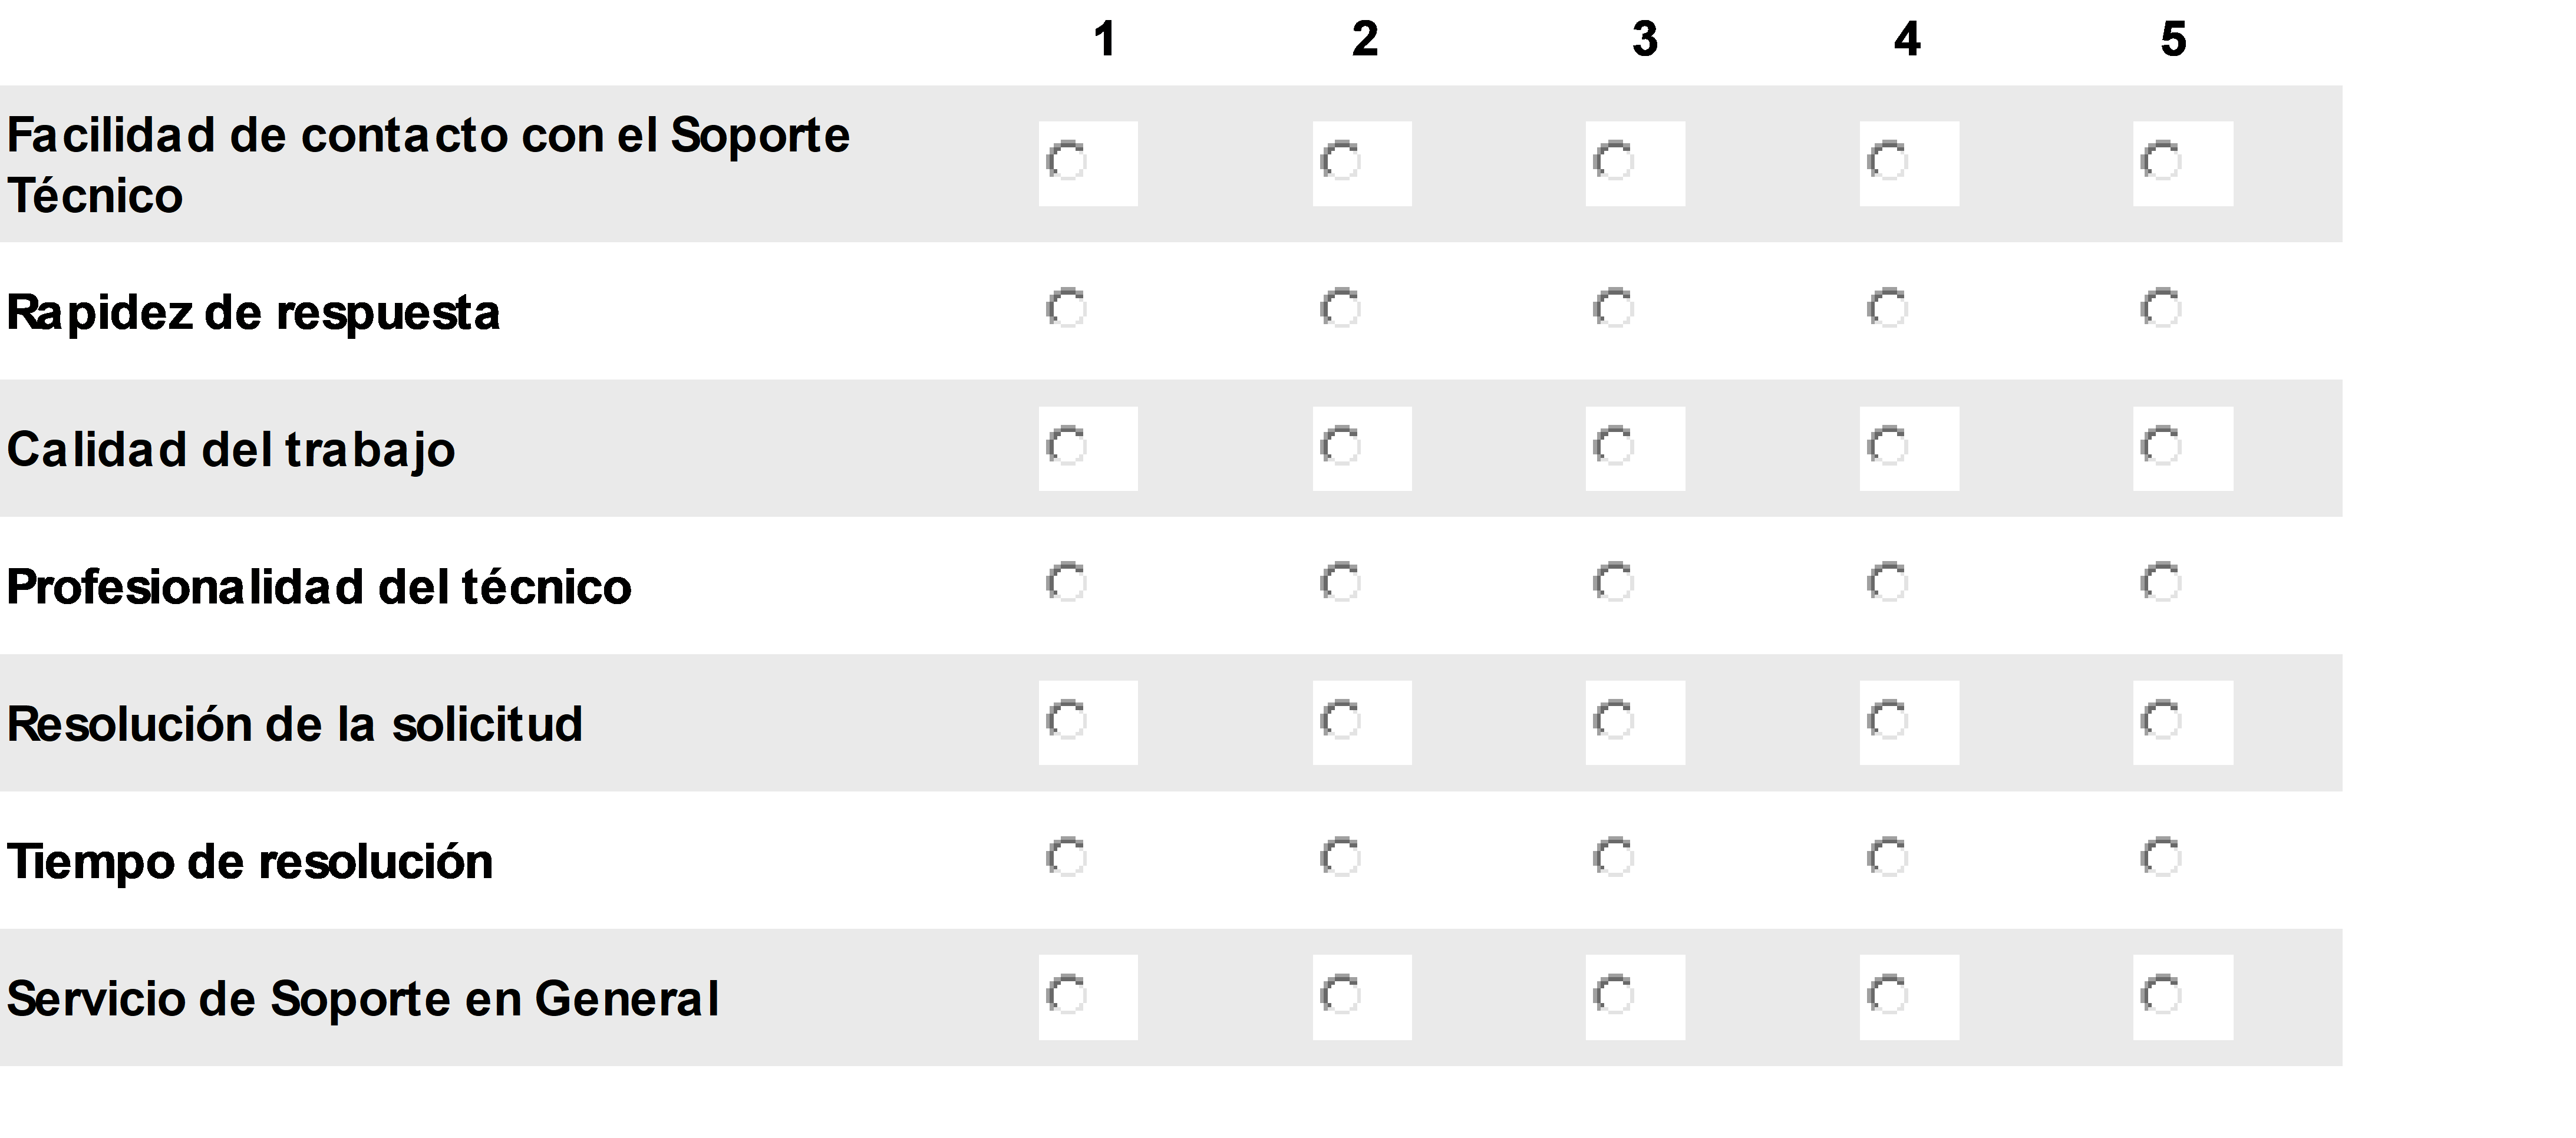 1 2 3 4 5
Facilidad de contacto con el Soporte
Técnico
Rapidez de respuesta
Calidad del trabajo
Profesionalidad del técnico
Resolución de la solicitud
Tiempo de resolución
Servicio de Soporte en General